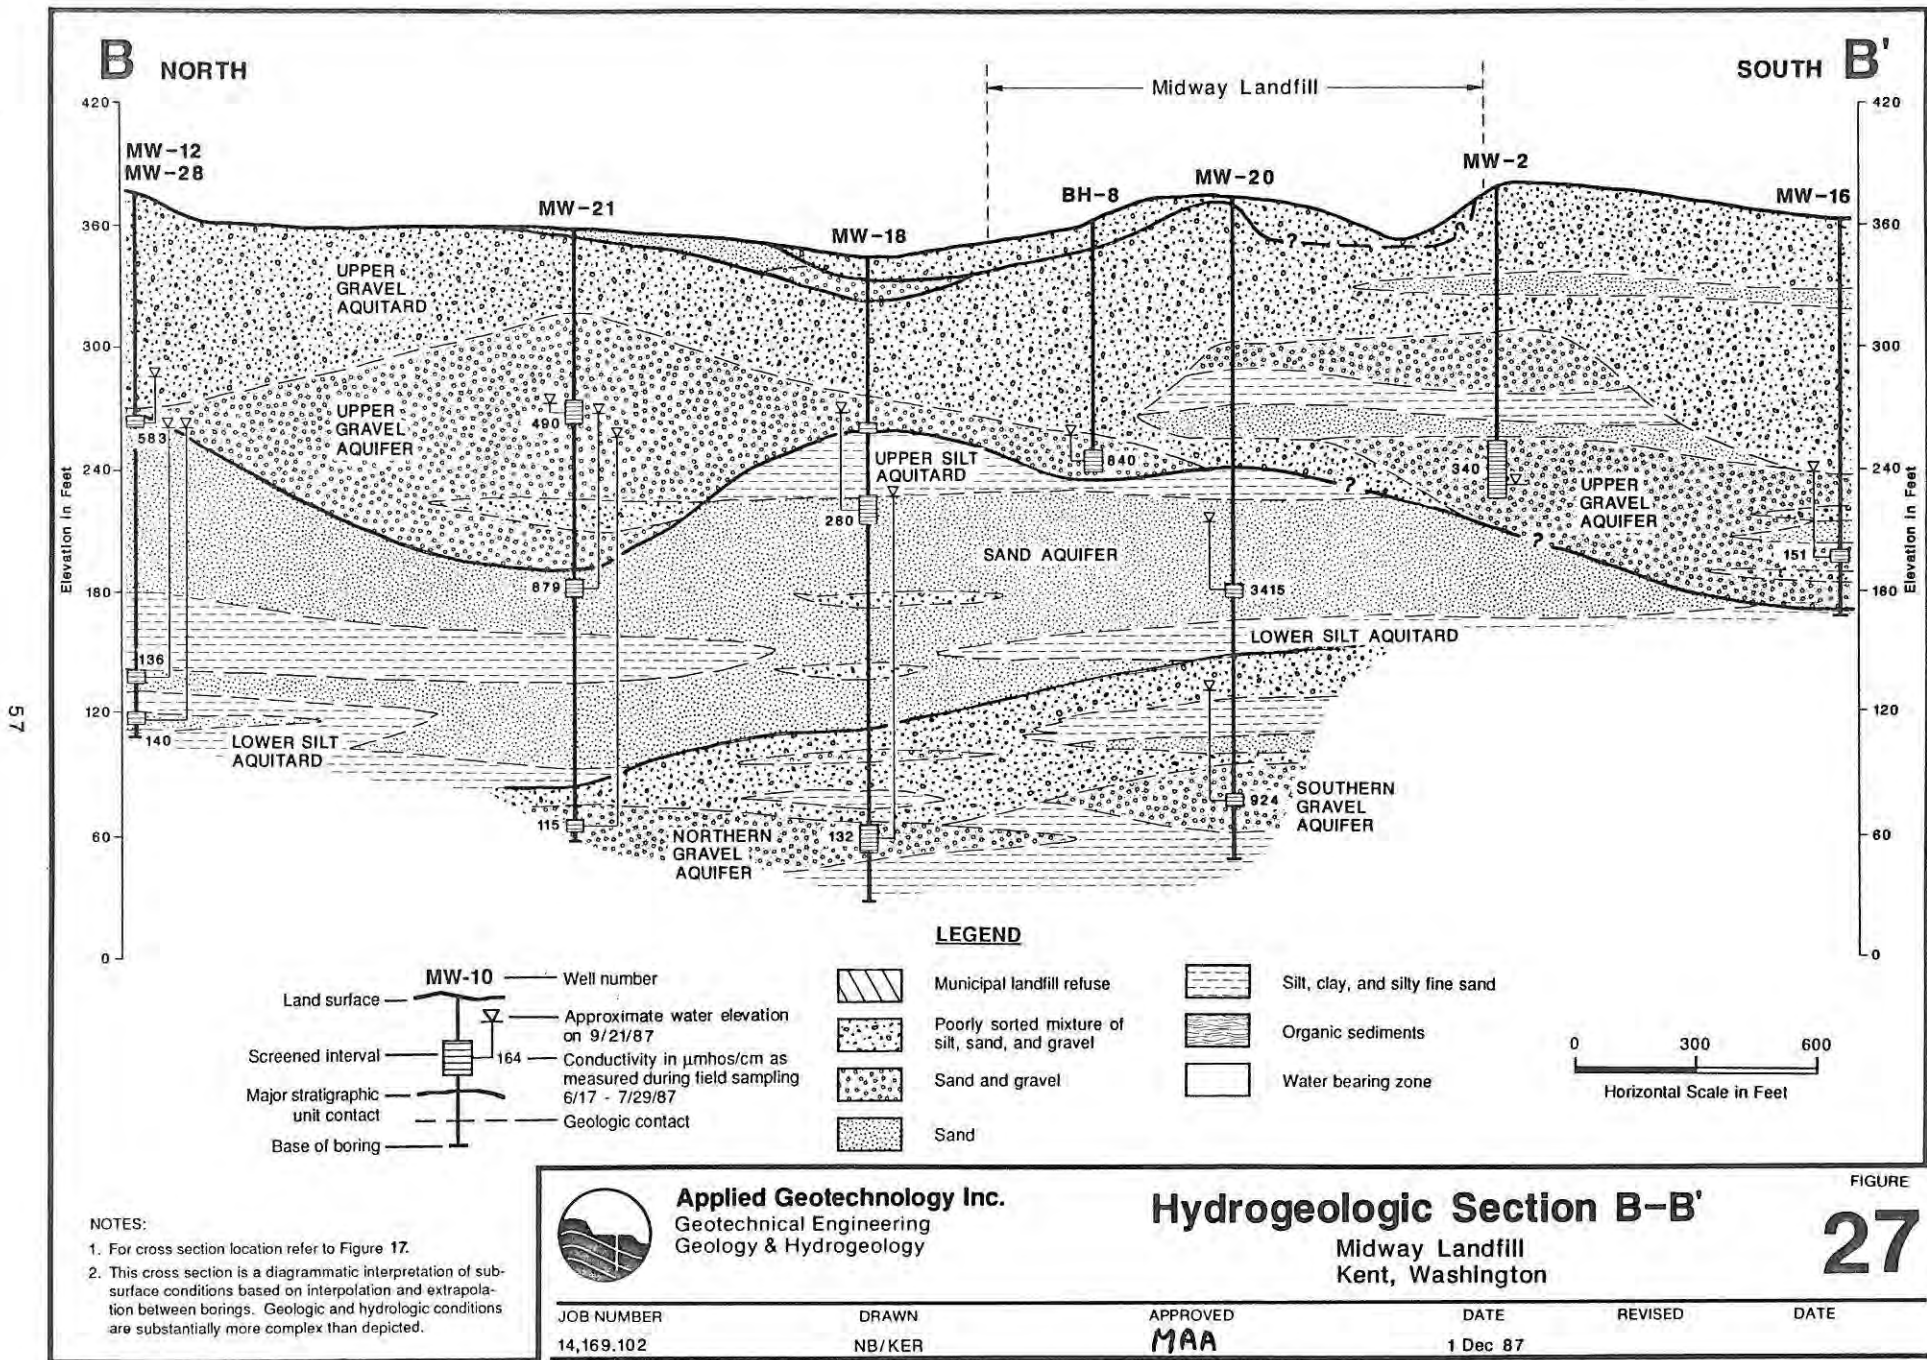 B NORTH
SOUTH B'
Midway Landfill
420
420
MW-12
MW-28
MW-21
MW-18
BH-8
MW-20
MW-2
MW-16
360
360
UPPER
GRAVEL
AQUITARD
?
300
300
UPPER
GRAVEL
AQUIFER
583
490
840
340
UPPER SILT
AQUITARD
240
240
?
UPPER
GRAVEL
AQUIFER
280
SAND AQUIFER
?
151
879
3415
180
180
Elevation in Feet
Elevation in Feet
LOWER SILT AQUITARD
136
120
120
140
LOWER SILT
AQUITARD
SOUTHERN
GRAVEL
AQUIFER
924
115
132
60
60
NORTHERN
GRAVEL
AQUIFER
0
0
57
LEGEND
MW-10
Well number
Land surface
Approximate water elevation
on 9/21/87
Screened interval
164
Conductivity in µmhos/cm as
measured during field sampling
6/17 - 7/29/87
Major stratigraphic
unit contact
Geologic contact
Base of boring
Municipal landfill refuse
Poorly sorted mixture of
silt, sand, and gravel
Sand and gravel
Sand
Silt, clay, and silty fine sand
Organic sediments
Water bearing zone
0 300 600
Horizontal Scale in Feet
NOTES:
1. For cross section location refer to Figure 17.
2. This cross section is a diagrammatic interpretation of sub-
surface conditions based on interpolation and extrapola-
tion between borings. Geologic and hydrologic conditions
are substantially more complex than depicted.
Applied Geotechnology Inc.
Geotechnical Engineering
Geology & Hydrogeology
Hydrogeologic Section B-B'
Midway Landfill
Kent, Washington
FIGURE
27
JOB NUMBER DRAWN APPROVED DATE REVISED DATE
14,169.102 NB/KER MAA 1 Dec 87